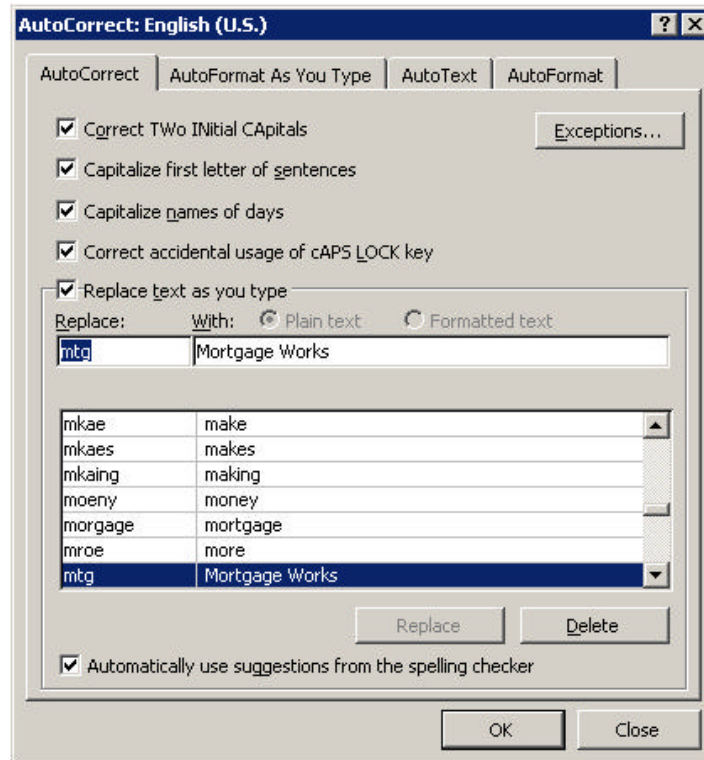 AutoCorrect: English (U.S.)
AutoCorrect AutoFormat As You Type AutoText AutoFormat
Correct TWo INitial CApitals Exceptions...
Capitalize first letter of sentences
Capitalize names of days
Correct accidental usage of cAPS LOCK key
Replace text as you type
Replace: With: Plain text Formatted text
mtg Mortgage Works
mkae make
mkaes makes
mkaing making
moeny money
morgage mortgage
mroe more
mtg Mortgage Works
Replace Delete
Automatically use suggestions from the spelling checker
OK Close